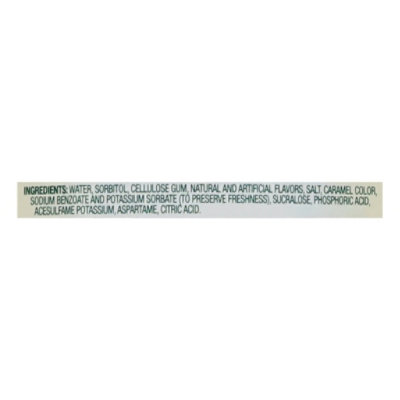 INGREDIENTS: WATER, SORBITOL, CELLULOSE GUM, NATURAL AND ARTIFICIAL FLAVORS, SALT, CARAMEL COLOR,
SODIUM BENZOATE AND POTASSIUM SORBATE (TO PRESERVE FRESHNESS), SUCRALOSE, PHOSPHORIC ACID,
ACESULFAME POTASSIUM, ASPARTAME, CITRIC ACID.